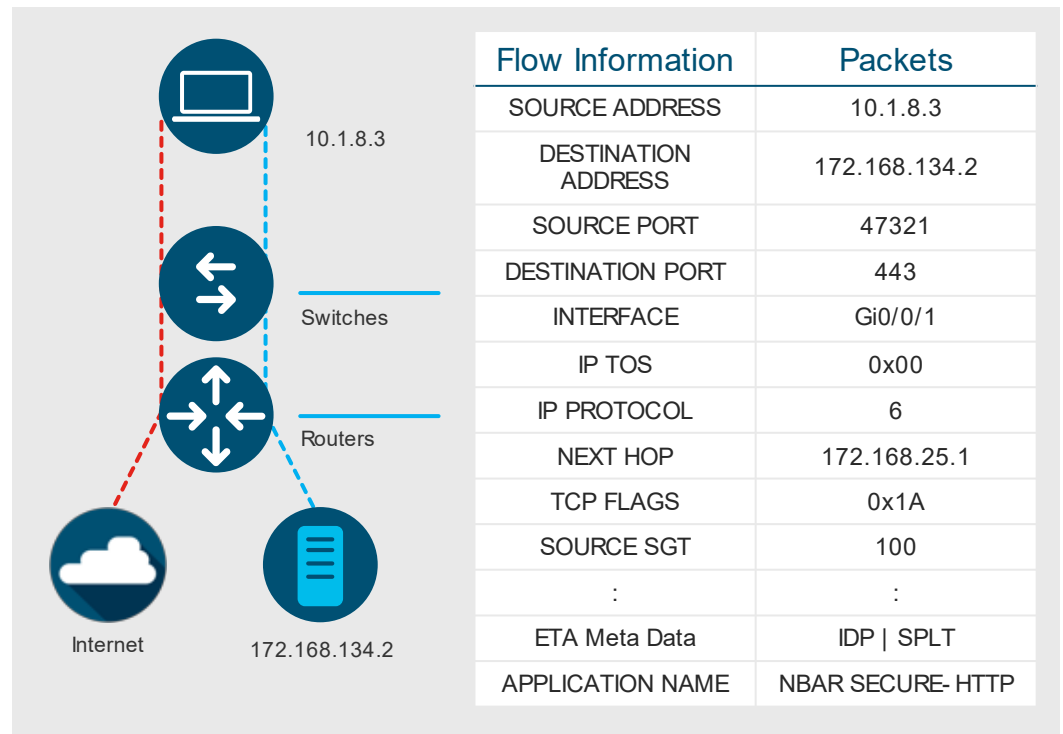 10.1.8.3
Switches
Routers
Internet
172.168.134.2
Flow Information Packets
SOURCE ADDRESS 10.1.8.3
DESTINATION
ADDRESS 172.168.134.2
SOURCE PORT 47321
DESTINATION PORT 443
INTERFACE Gi0/0/1
IP TOS 0x00
IP PROTOCOL 6
NEXT HOP 172.168.25.1
TCP FLAGS 0x1A
SOURCE SGT 100
: :
ETA Meta Data IDP | SPLT
APPLICATION NAME NBAR SECURE- HTTP